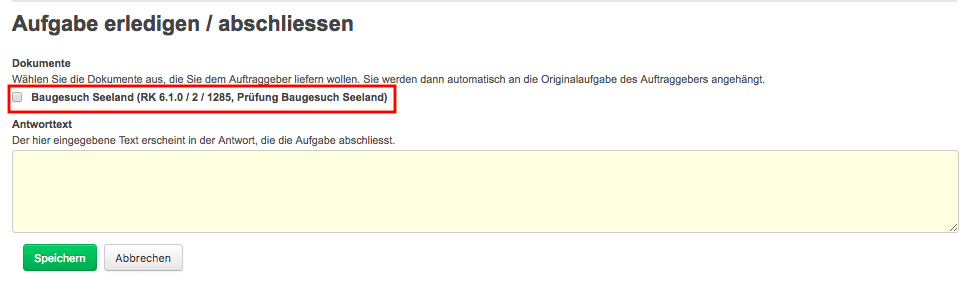 Aufgabe erledigen / abschliessen
Dokumente
Wählen Sie die Dokumente aus, die Sie dem Auftraggeber liefern wollen. Sie werden dann automatisch an die Originalaufgabe des Auftraggebers angehängt.
Baugesuch Seeland (RK 6.1.0 / 2 / 1285, Prüfung Baugesuch Seeland)
Antworttext
Der hier eingegebene Text erscheint in der Antwort, die die Aufgabe abschliesst.
Speichern Abbrechen